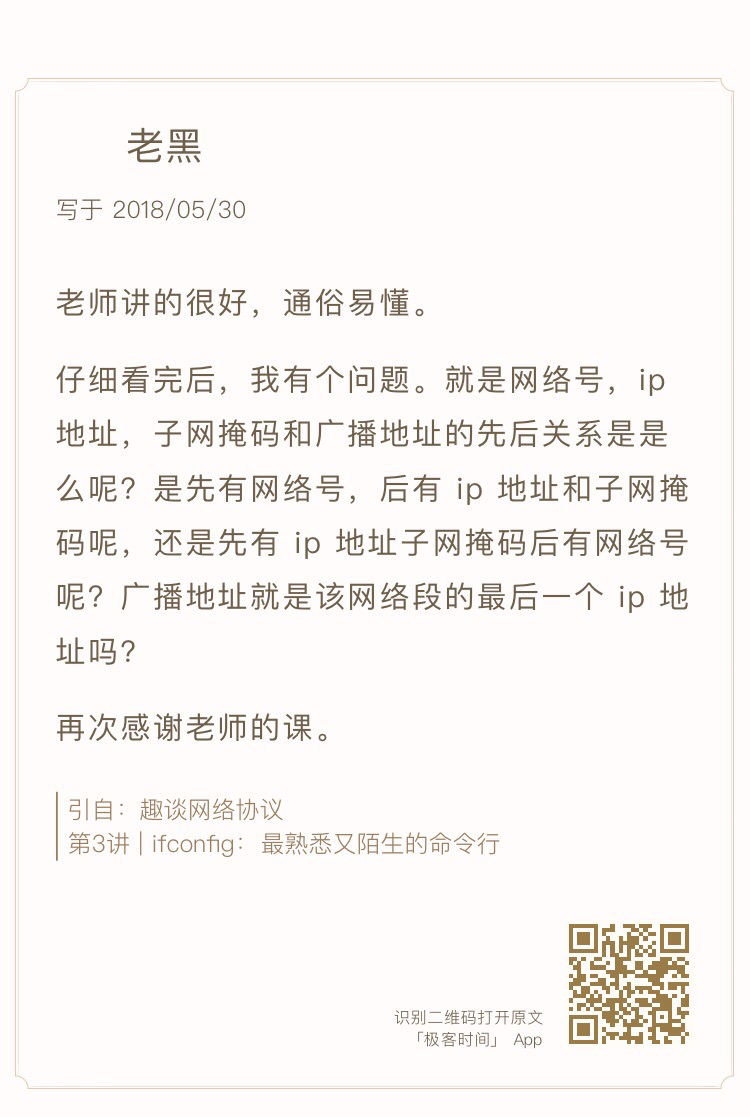 老黑
写于 2018/05/30
老师讲的很好，通俗易懂。
仔细看完后，我有个问题。就是网络号，ip
地址，子网掩码和广播地址的先后关系是是
么呢？是先有网络号，后有 ip 地址和子网掩
码呢，还是先有 ip 地址子网掩码后有网络号
呢？广播地址就是该网络段的最后一个 ip 地
址吗？
再次感谢老师的课。
引自：趣谈网络协议
第3讲 | ifconfig：最熟悉又陌生的命令行
识别二维码打开原文
「极客时间」 App